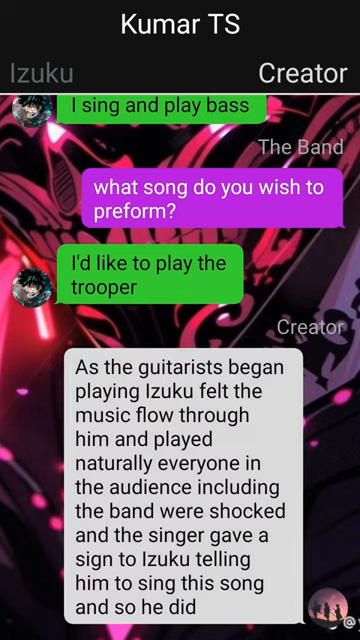 Kumar TS
Izuku
Creator
I sing and play bass
The Band
what song do you wish to
preform?
I'd like to play the
trooper
Creator
As the guitarists began
playing Izuku felt the
music flow through
him and played
naturally everyone in
the audience including
the band were shocked
and the singer gave a
sign to Izuku telling
him to sing this song
and so he did